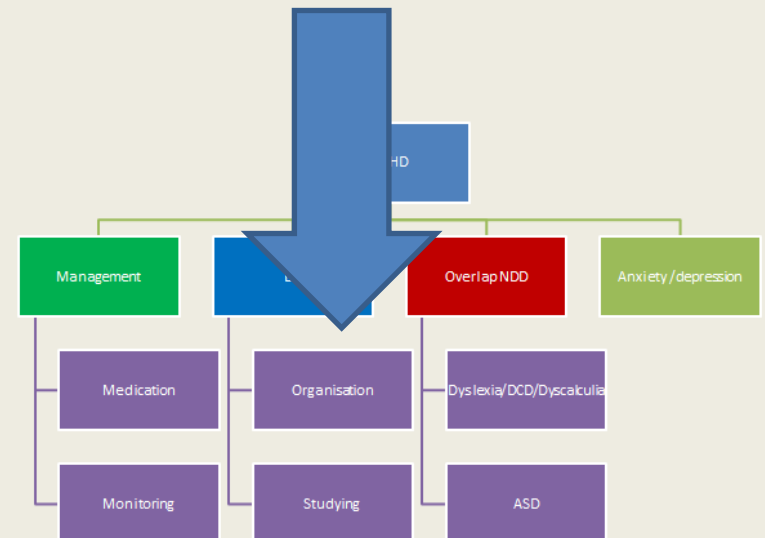 HD
Management
Overlap NDD
Anxiety/depression
Medication
Organisation
Dyslexia/DCD/Dyscalculia
Monitoring
Studying
ASD